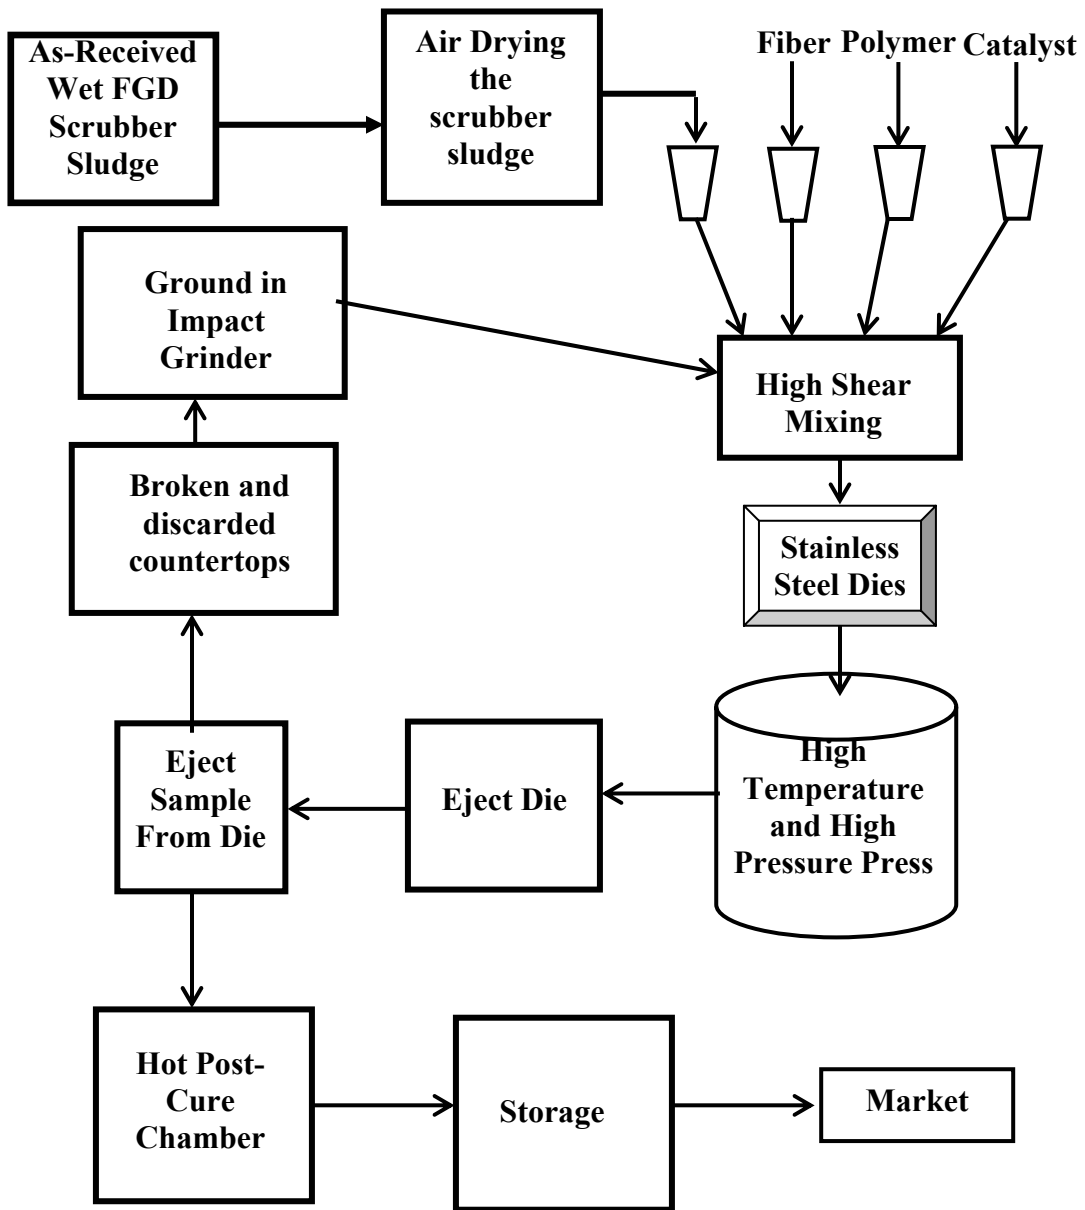 As-Received
Wet FGD
Scrubber
Sludge
Air Drying
the
scrubber
sludge
Fiber
Polymer
Catalyst
Ground in
Impact
Grinder
High Shear
Mixing
Broken and
discarded
countertops
Stainless
Steel Dies
High
Temperature
and High
Pressure Press
Eject Die
Eject
Sample
From Die
Hot Post-
Cure
Chamber
Storage
Market